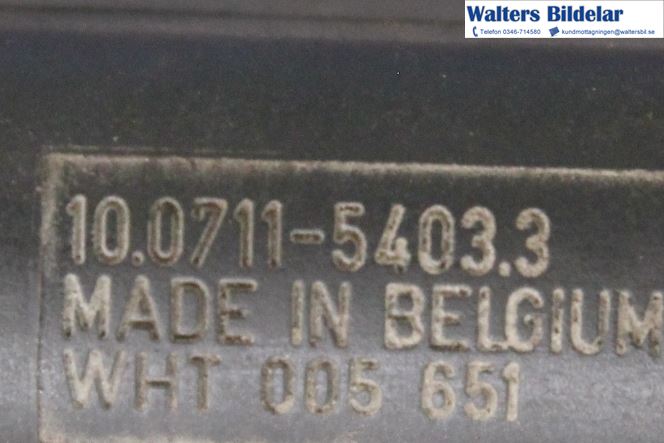 Walters Bildelar
Telefon 0346-714580 kundmottagningen@waltersbil.se
10.0711-5403.3
MADE IN BELGIUM
WHT 005 651